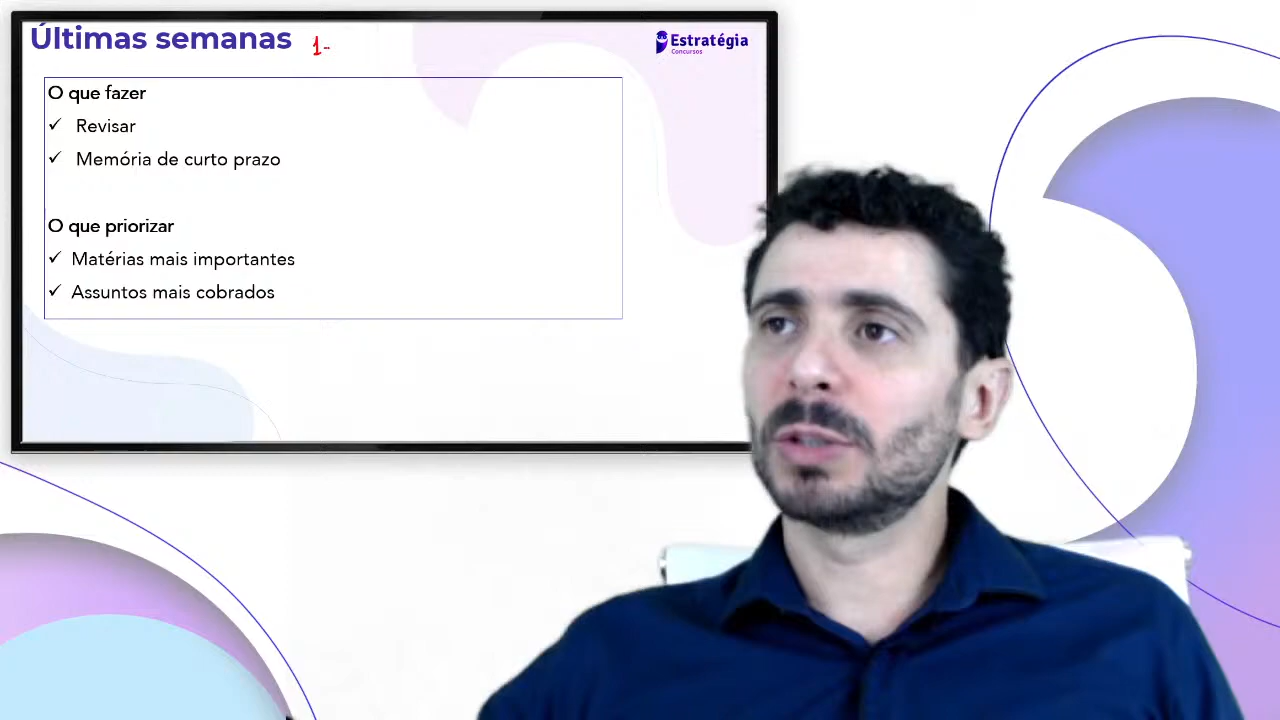 Últimas semanas 1-
Estratégia
Concursos
O que fazer
✓ Revisar
✓ Memória de curto prazo
O que priorizar
✓ Matérias mais importantes
✓ Assuntos mais cobrados